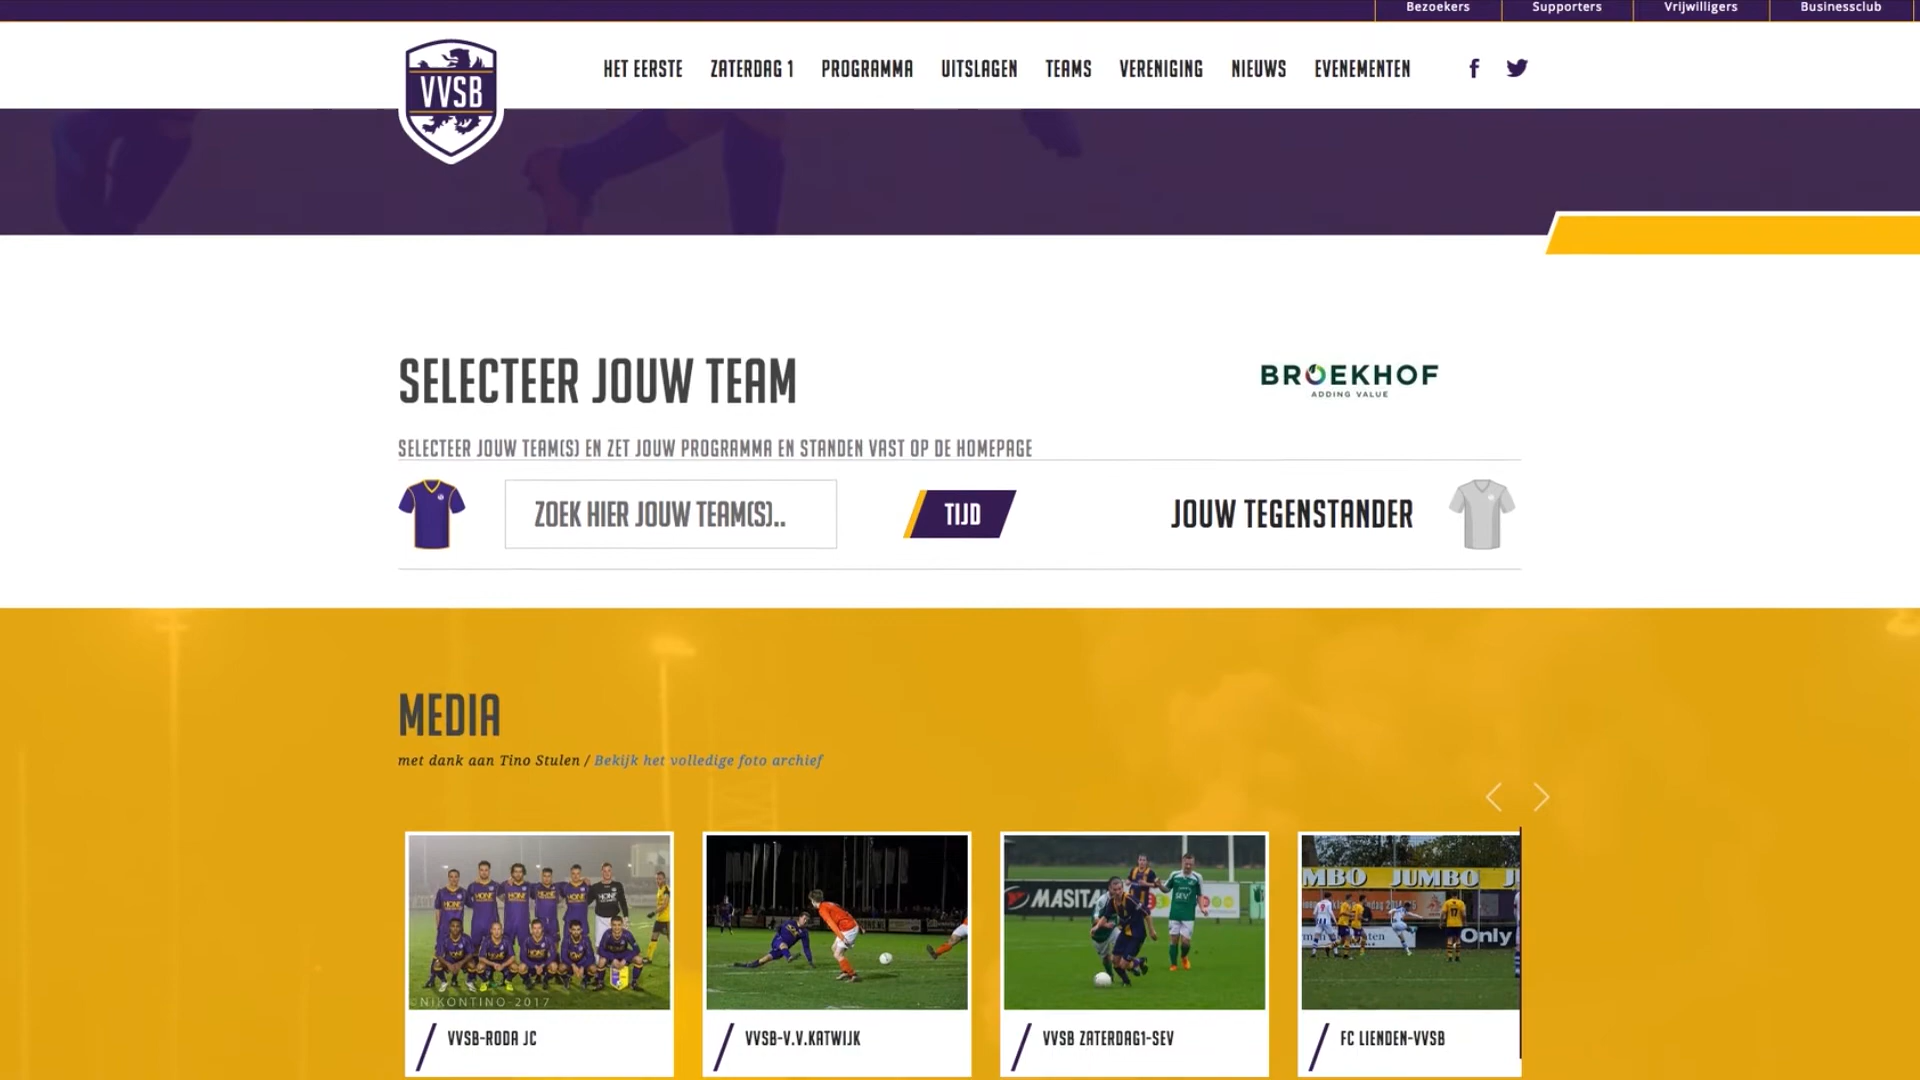 Bezoekers Supporters Vrijwilligers Businessclub
VVSB
HET EERSTE ZATERDAG 1 PROGRAMMA UITSLAGEN TEAMS VERENIGING NIEUWS EVENEMENTEN
SELECTEER JOUW TEAM
BROEKHOF
ADDING VALUE
SELECTEER JOUW TEAM(S) EN ZET JOUW PROGRAMMA EN STANDEN VAST OP DE HOMEPAGE
ZOEK HIER JOUW TEAM(S)..
TIJD
JOUW TEGENSTANDER
MEDIA
met dank aan Tino Stulen / Bekijk het volledige foto archief
©NIKONTINO-2017
MASITA
MBO JUMBO J
Only
VVSB-RODA JC
VVSB-V.V.KATWIJK
VVSB ZATERDAG1-SEV
FC LIENDEN-VVSB